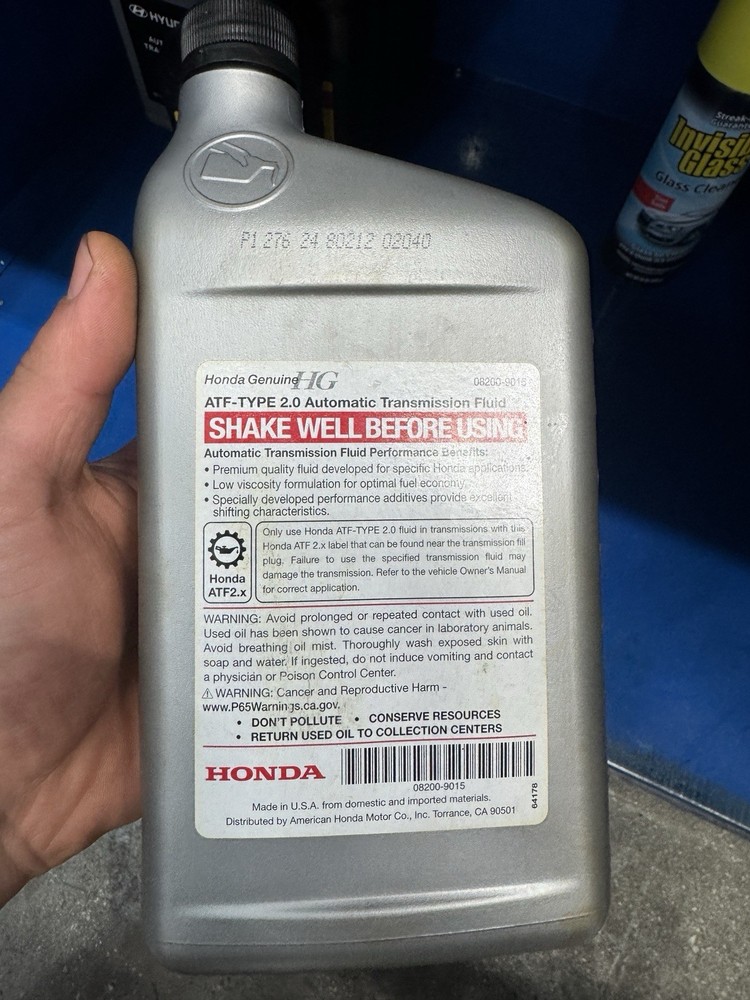 HYU
AUT
TRA
Streak-
Guarante
Invisi
Glass
Glass Clean
P1 276 24 80212 02040
Honda Genuine HG 08200-9015
ATF-TYPE 2.0 Automatic Transmission Fluid
SHAKE WELL BEFORE USING
Automatic Transmission Fluid Performance Benefits:
• Premium quality fluid developed for specific Honda applications.
• Low viscosity formulation for optimal fuel economy.
• Specially developed performance additives provide excellent
shifting characteristics.
Honda
ATF2.x
Only use Honda ATF-TYPE 2.0 fluid in transmissions with this
Honda ATF 2.x label that can be found near the transmission fill
plug. Failure to use the specified transmission fluid may
damage the transmission. Refer to the vehicle Owner's Manual
for correct application.
WARNING: Avoid prolonged or repeated contact with used oil.
Used oil has been shown to cause cancer in laboratory animals.
Avoid breathing oil mist. Thoroughly wash exposed skin with
soap and water. If ingested, do not induce vomiting and contact
a physician or Poison Control Center.
⚠ WARNING: Cancer and Reproductive Harm -
www.P65Warnings.ca.gov.
• DON'T POLLUTE • CONSERVE RESOURCES
• RETURN USED OIL TO COLLECTION CENTERS
HONDA
08200-9015
64178
Made in U.S.A. from domestic and imported materials.
Distributed by American Honda Motor Co., Inc. Torrance, CA 90501